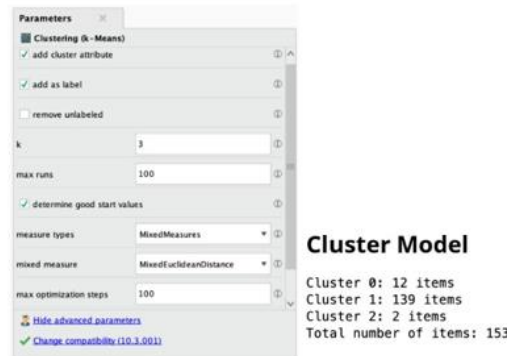 Parameters
Clustering (k-Means)
add cluster attribute
add as label
remove unlabeled
k 3
max runs 100
determine good start values
measure types MixedMeasures
mixed measure MixedEuclideanDistance
max optimization steps 100
Hide advanced parameters
Change compatibility (10.3.001)
Cluster Model
Cluster 0: 12 items
Cluster 1: 139 items
Cluster 2: 2 items
Total number of items: 153